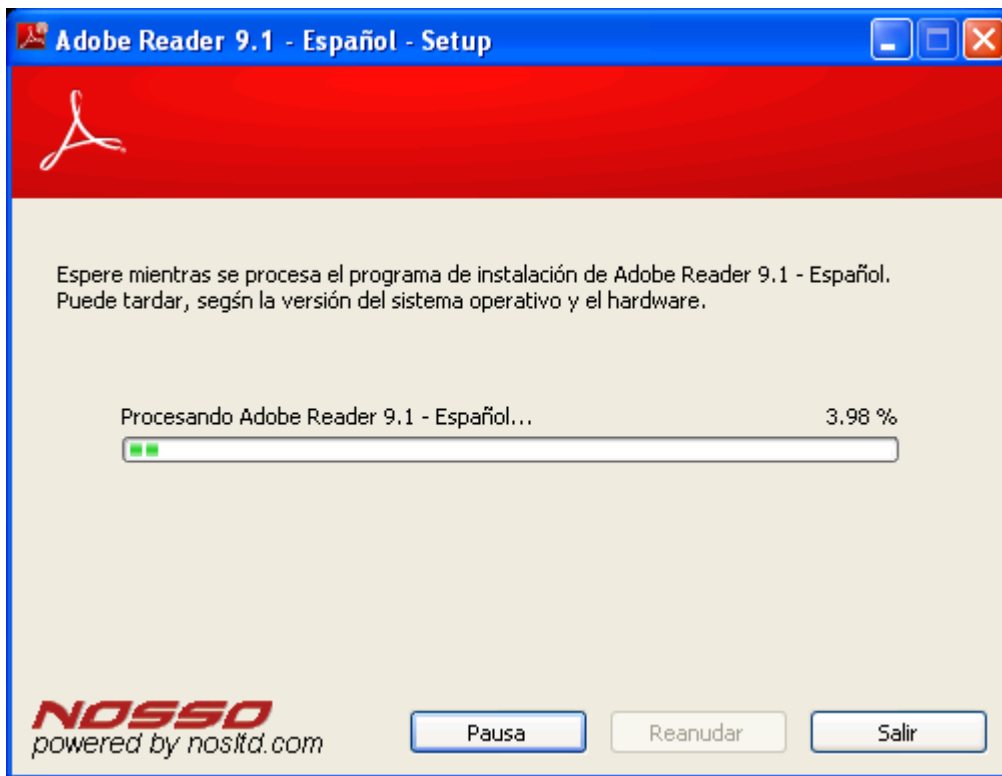 Adobe Reader 9.1 - Español - Setup
Espere mientras se procesa el programa de instalación de Adobe Reader 9.1 - Español.
Puede tardar, segśn la versión del sistema operativo y el hardware.
Procesando Adobe Reader 9.1 - Español... 3.98 %
NOSSO
powered by nosltd.com
Pausa Reanudar Salir